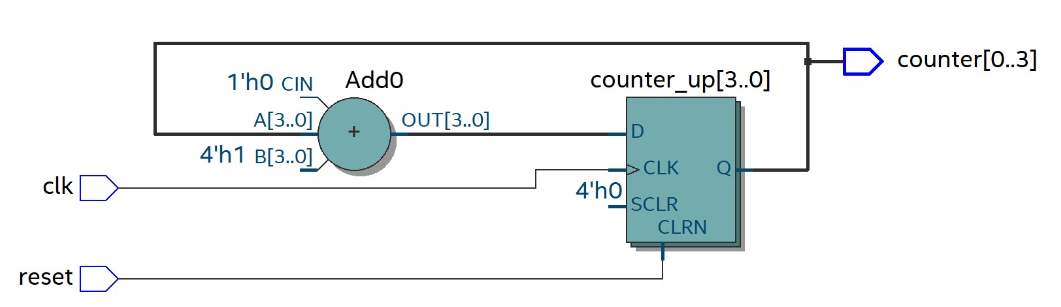 Add0
counter_up[3..0]
counter[0..3]
1'h0 CIN
A[3..0]
+
OUT[3..0]
D
4'h1 B[3..0]
clk
CLK
Q
4'h0
SCLR
CLRN
reset